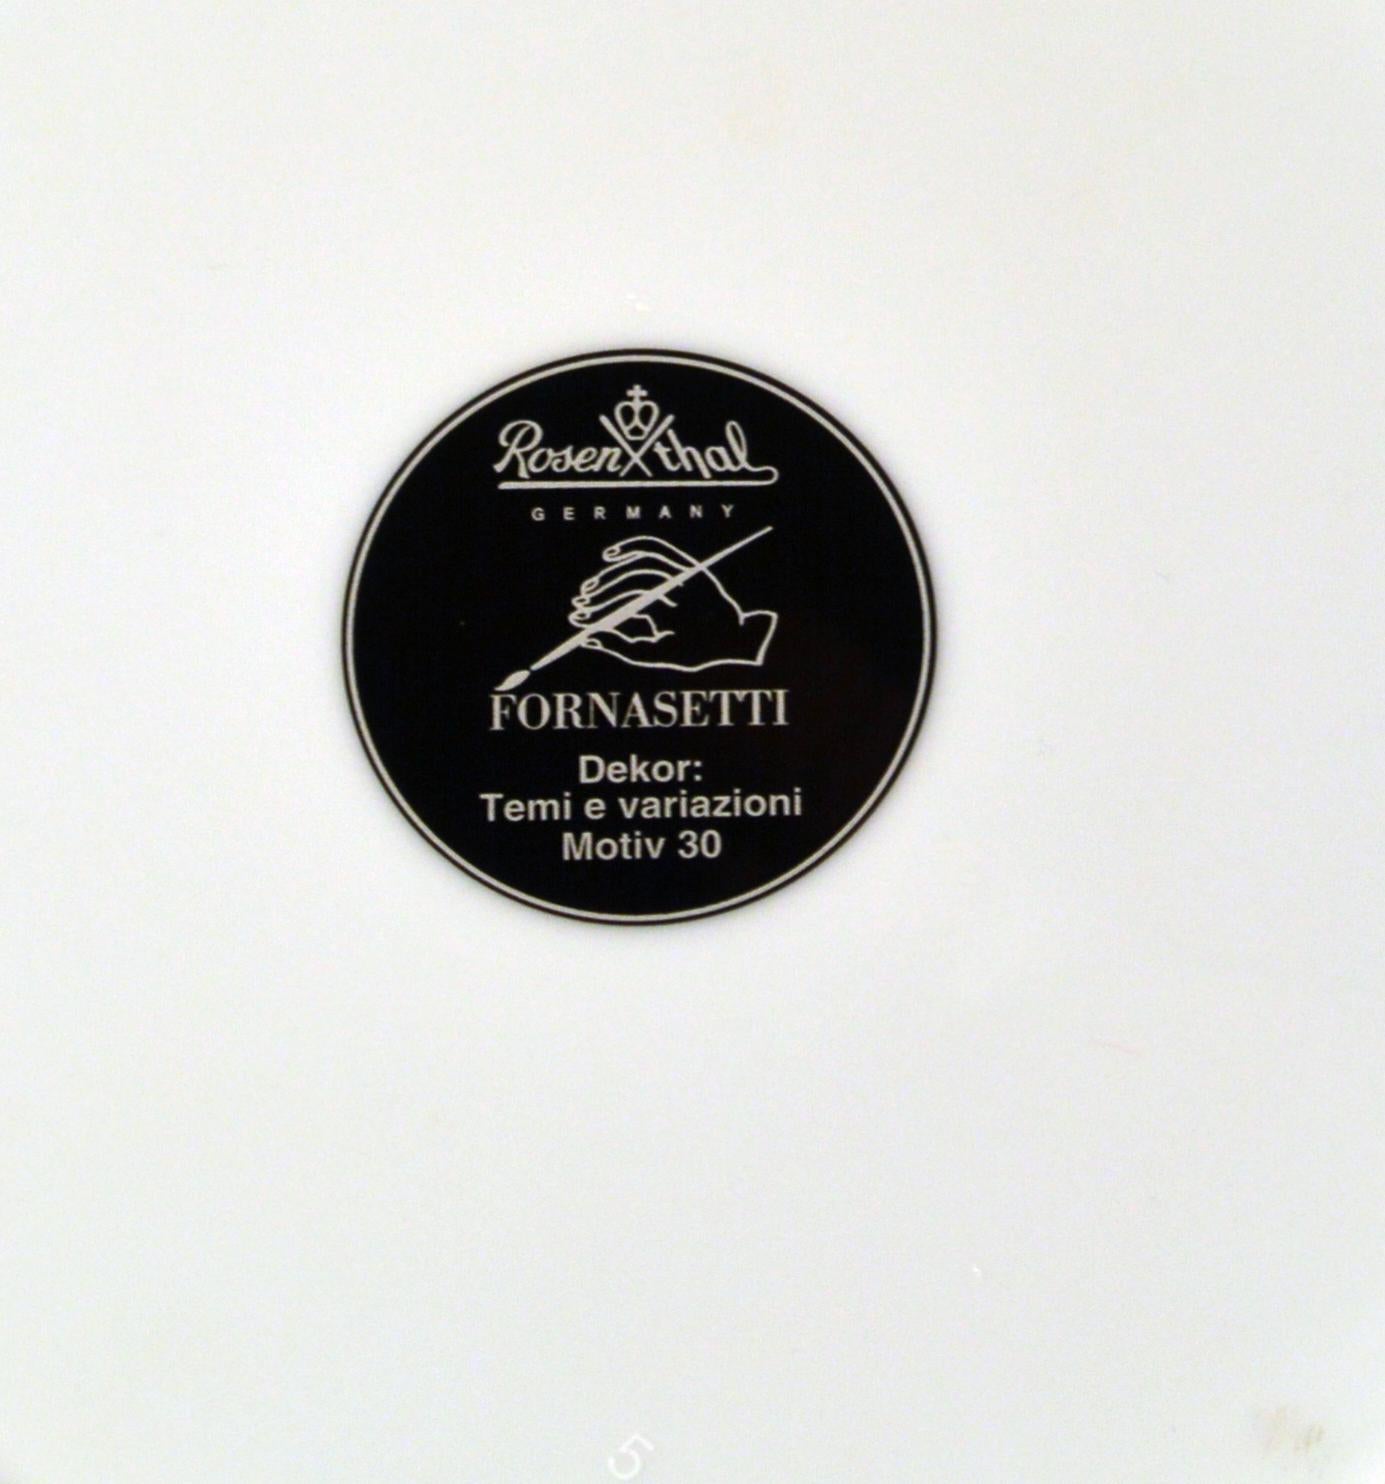 Rosenthal
GERMANY
FORNASETTI
Dekor:
Temi e variazioni
Motiv 30
5